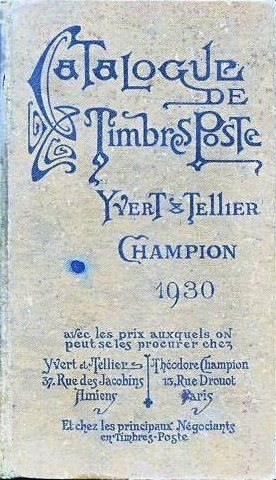 Catalogue
de
Timbres Poste
Yvert & Tellier
Champion
1930
avec les prix auxquels on
peut se les procurer chez
Yvert et Tellier
37, Rue des Jacobins
Amiens
Théodore Champion
13, Rue Drouot
Paris
Et chez les principaux Négociants
en Timbres-Poste